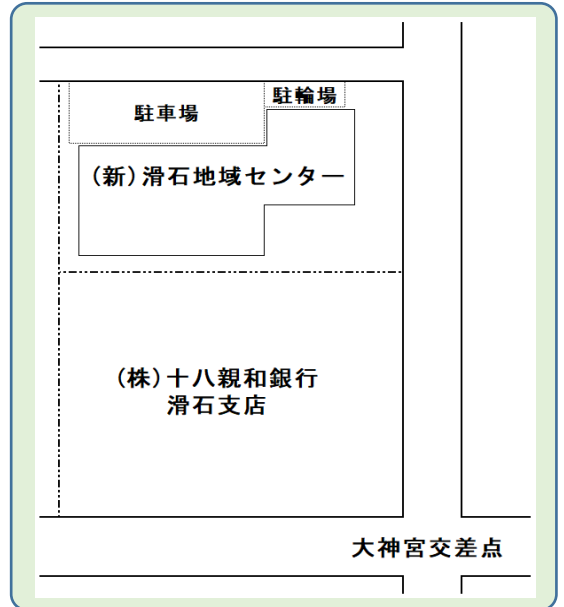 駐輪場
駐車場
（新）滑石地域センター
（株）十八親和銀行
滑石支店
大神宮交差点